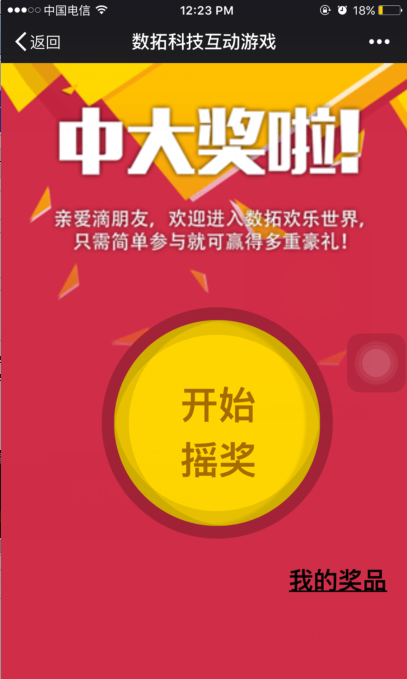 中国电信 12:23 PM 18%
返回 数拓科技互动游戏
中大奖啦!
亲爱滴朋友，欢迎进入数拓欢乐世界，
只需简单参与就可赢得多重豪礼！
开始
摇奖
我的奖品